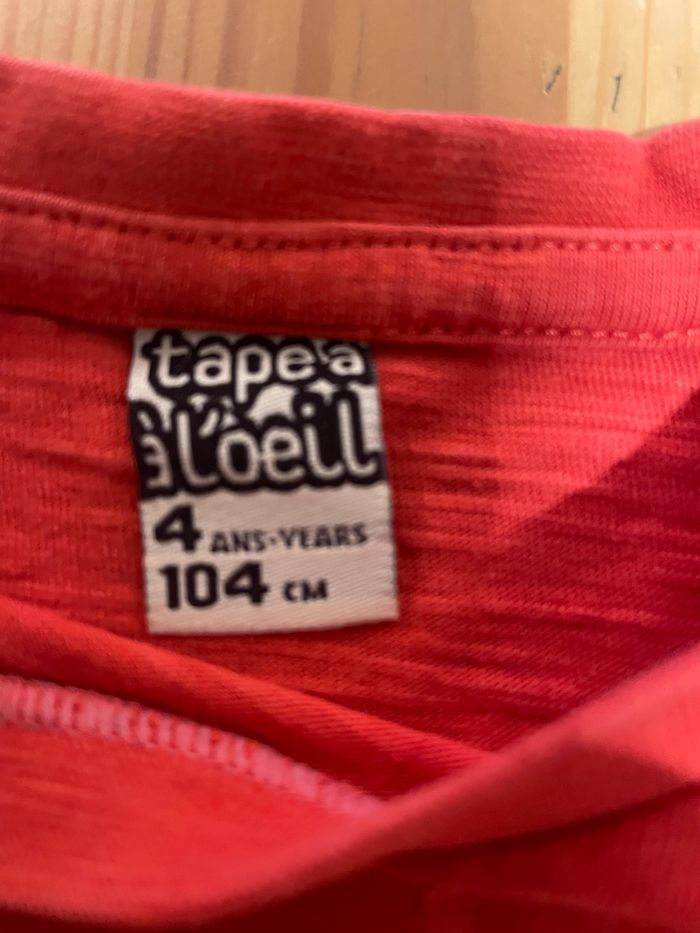 tape à
l'oeil
4 ANS-YEARS
104 CM